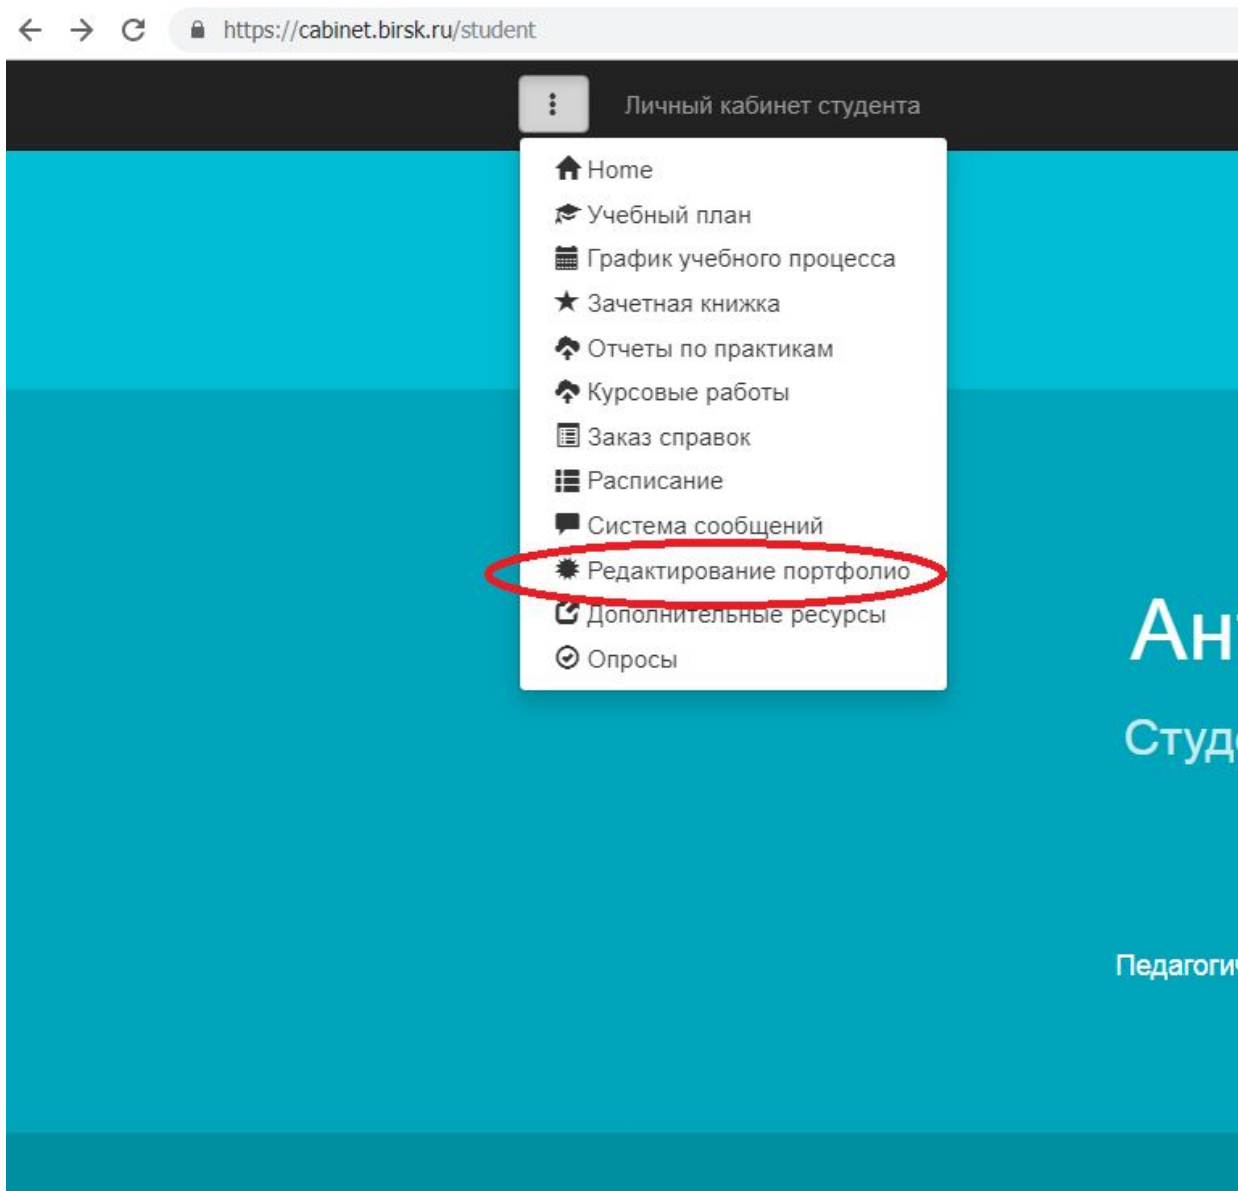 https://cabinet.birsk.ru/student
Личный кабинет студента
Home
Учебный план
График учебного процесса
Зачетная книжка
Отчеты по практикам
Курсовые работы
Заказ справок
Расписание
Система сообщений
Редактирование портфолио
Дополнительные ресурсы
Опросы